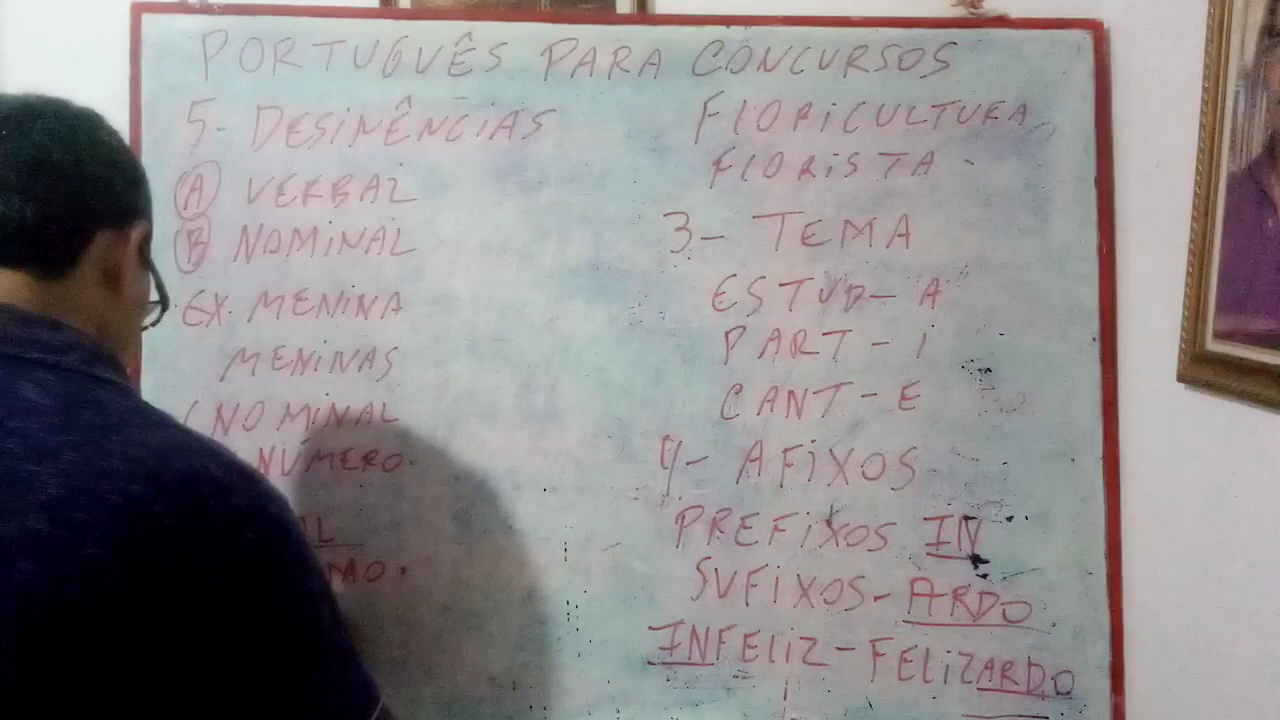 PORTUGUÊS PARA CONCURSOS
5- DESINÊNCIAS
A VERBAL
B NOMINAL
EX. MENINA
MENINAS
NOMINAL
NÚMERO.
FLORICULTURA
FLORISTA
3- TEMA
ESTUD- A
PART - I
CANT - E
4- AFIXOS
PREFIXOS IN
SUFIXOS- ARDO
INFELIZ- FELIZARDO